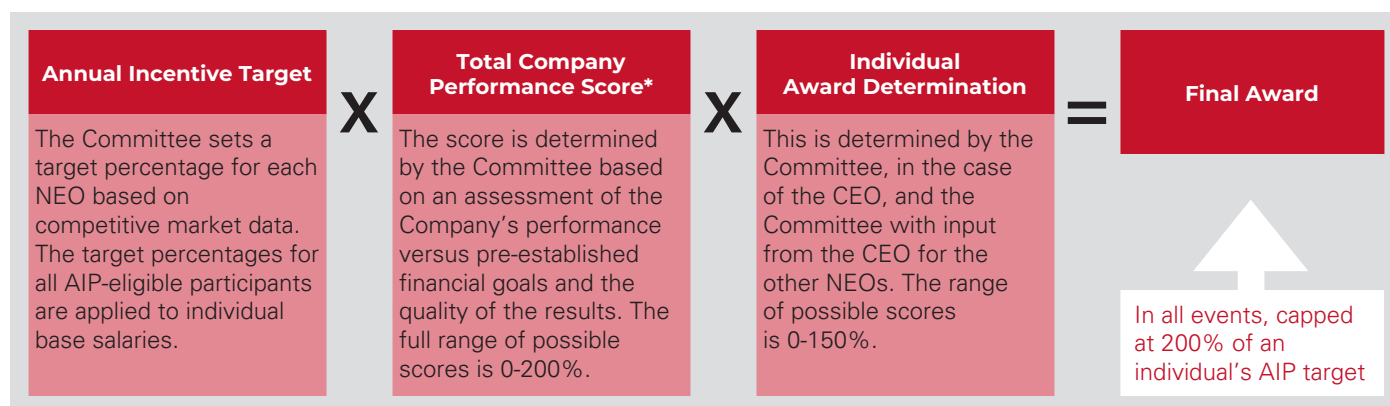 Annual Incentive Target
The Committee sets a
target percentage for each
NEO based on
competitive market data.
The target percentages for
all AIP-eligible participants
are applied to individual
base salaries.
X
Total Company
Performance Score*
The score is determined
by the Committee based
on an assessment of the
Company’s performance
versus pre-established
financial goals and the
quality of the results. The
full range of possible
scores is 0-200%.
X
Individual
Award Determination
This is determined by the
Committee, in the case
of the CEO, and the
Committee with input
from the CEO for the
other NEOs. The range
of possible scores
is 0-150%.
=
Final Award
In all events, capped
at 200% of an
individual’s AIP target